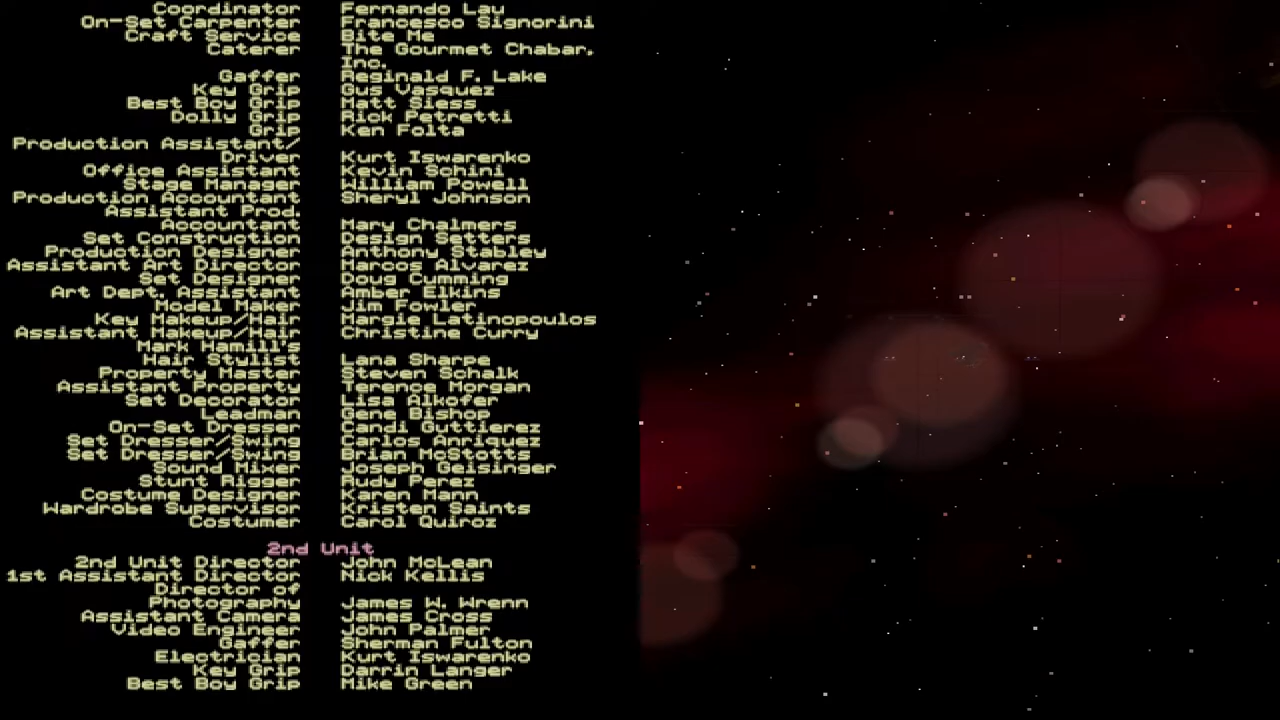 Coordinator Fernando Lau
On-Set Carpenter Francesco Signorini
Craft Service Bite Me
Caterer The Gourmet Chabar,
Inc.
Gaffer Reginald F. Lake
Key Grip Gus Vasquez
Best Boy Grip Matt Siess
Dolly Grip Rick Petretti
Grip Ken Folta
Production Assistant/
Driver Kurt Iswarenko
Office Assistant Kevin Schini
Stage Manager William Powell
Production Accountant Sheryl Johnson
Assistant Prod.
Accountant Mary Chalmers
Set Construction Design Setters
Production Designer Anthony Stabley
Assistant Art Director Marcos Alvarez
Set Designer Doug Cumming
Art Dept. Assistant Amber Elkins
Model Maker Jim Fowler
Key Makeup/Hair Margie Latinopoulos
Assistant Makeup/Hair Christine Curry
Mark Hamill's
Hair Stylist Lana Sharpe
Property Master Steven Schalk
Assistant Property Terence Morgan
Set Decorator Lisa Alkofer
Leadman Gene Bishop
On-Set Dresser Candi Guttierez
Set Dresser/Swing Carlos Anriquez
Set Dresser/Swing Brian McStotts
Sound Mixer Joseph Geisinger
Stunt Rigger Rudy Perez
Costume Designer Karen Mann
Wardrobe Supervisor Kristen Saints
Costumer Carol Quiroz
2nd Unit
2nd Unit Director John McLean
1st Assistant Director Nick Kellis
Director of
Photography James W. Wrenn
Assistant Camera James Cross
Video Engineer John Palmer
Gaffer Sherman Fulton
Electrician Kurt Iswarenko
Key Grip Darrin Langer
Best Boy Grip Mike Green